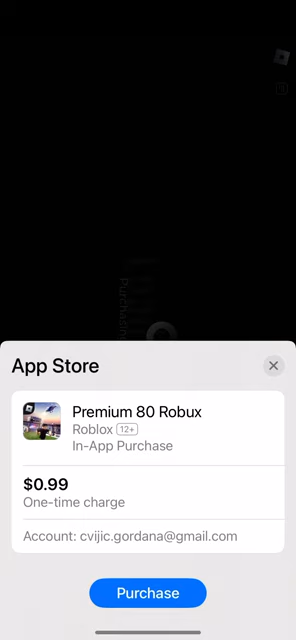 Purchasin
App Store
Premium 80 Robux
Roblox 12+
In-App Purchase
$0.99
One-time charge
Account: cvijic.gordana@gmail.com
Purchase